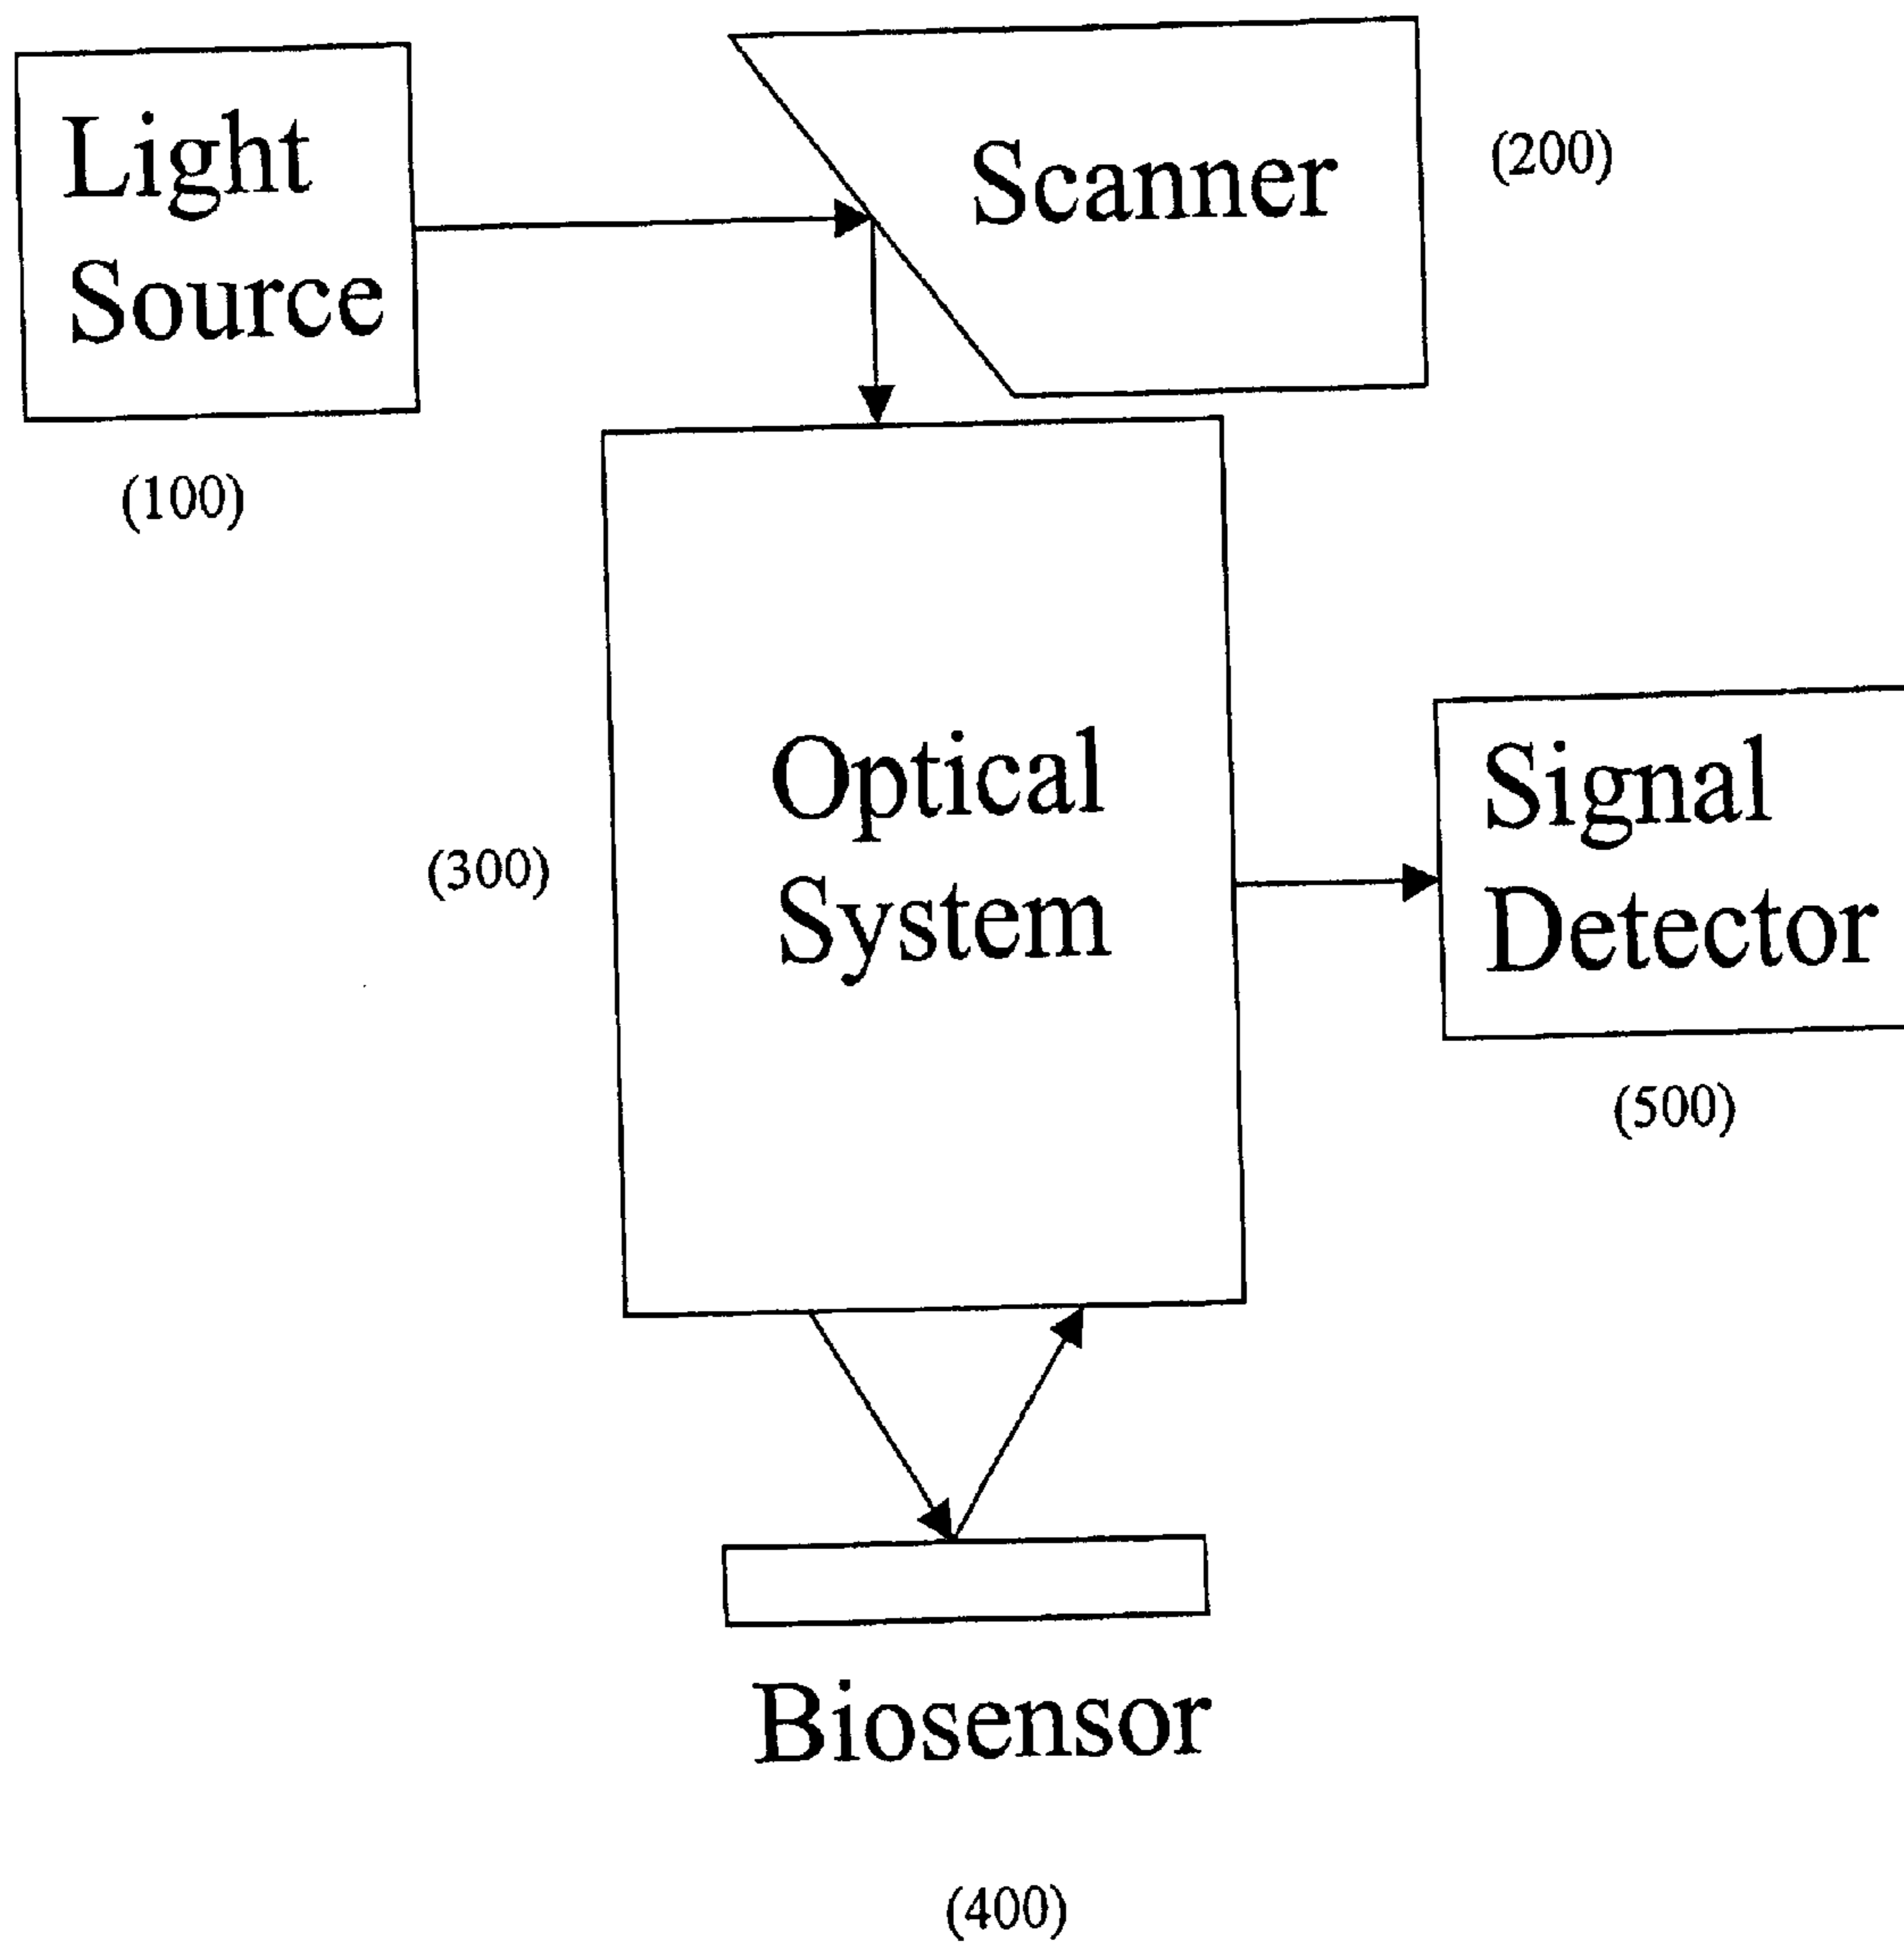 Light
Source
(100)
Scanner
(200)
Optical
System
(300)
Signal
Detector
(500)
Biosensor
(400)